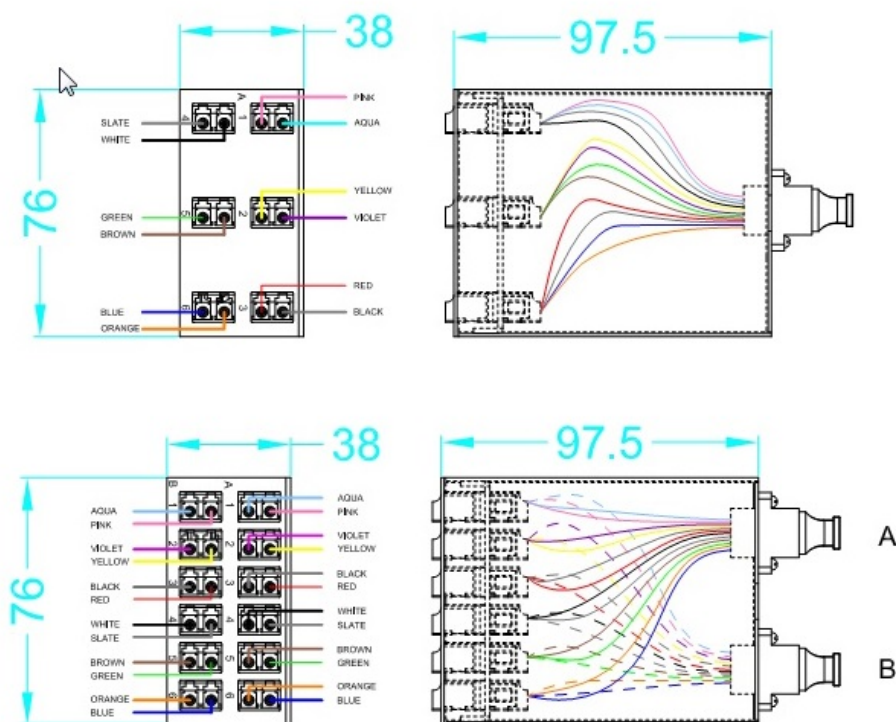 38
97.5
76
A
PINK
SLATE
4
1
AQUA
WHITE
YELLOW
GREEN
5
2
VIOLET
BROWN
RED
BLUE
6
3
BLACK
ORANGE
38
97.5
76
B
A
AQUA
AQUA
1
1
PINK
PINK
VIOLET
VIOLET
2
2
YELLOW
YELLOW
BLACK
BLACK
3
3
RED
RED
WHITE
WHITE
4
4
SLATE
SLATE
BROWN
BROWN
5
5
GREEN
GREEN
ORANGE
ORANGE
6
6
BLUE
BLUE
A
B